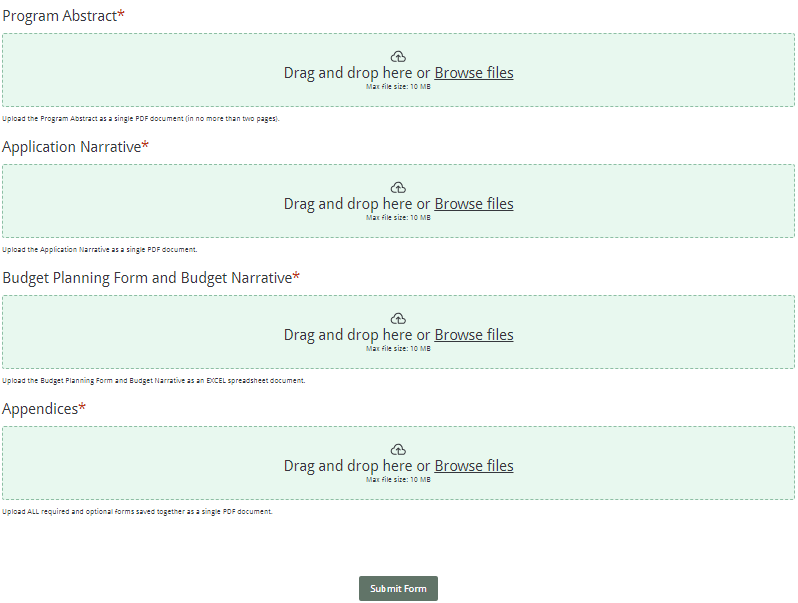 Program Abstract*
Drag and drop here or Browse files
Max file size: 10 MB
Upload the Program Abstract as a single PDF document (in no more than two pages).
Application Narrative*
Drag and drop here or Browse files
Max file size: 10 MB
Upload the Application Narrative as a single PDF document.
Budget Planning Form and Budget Narrative*
Drag and drop here or Browse files
Max file size: 10 MB
Upload the Budget Planning Form and Budget Narrative as an EXCEL spreadsheet document.
Appendices*
Drag and drop here or Browse files
Max file size: 10 MB
Upload ALL required and optional forms saved together as a single PDF document.
Submit Form